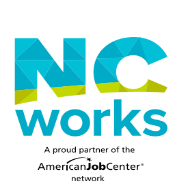 NC
works
A proud partner of the
AmericanJobCenter®
network